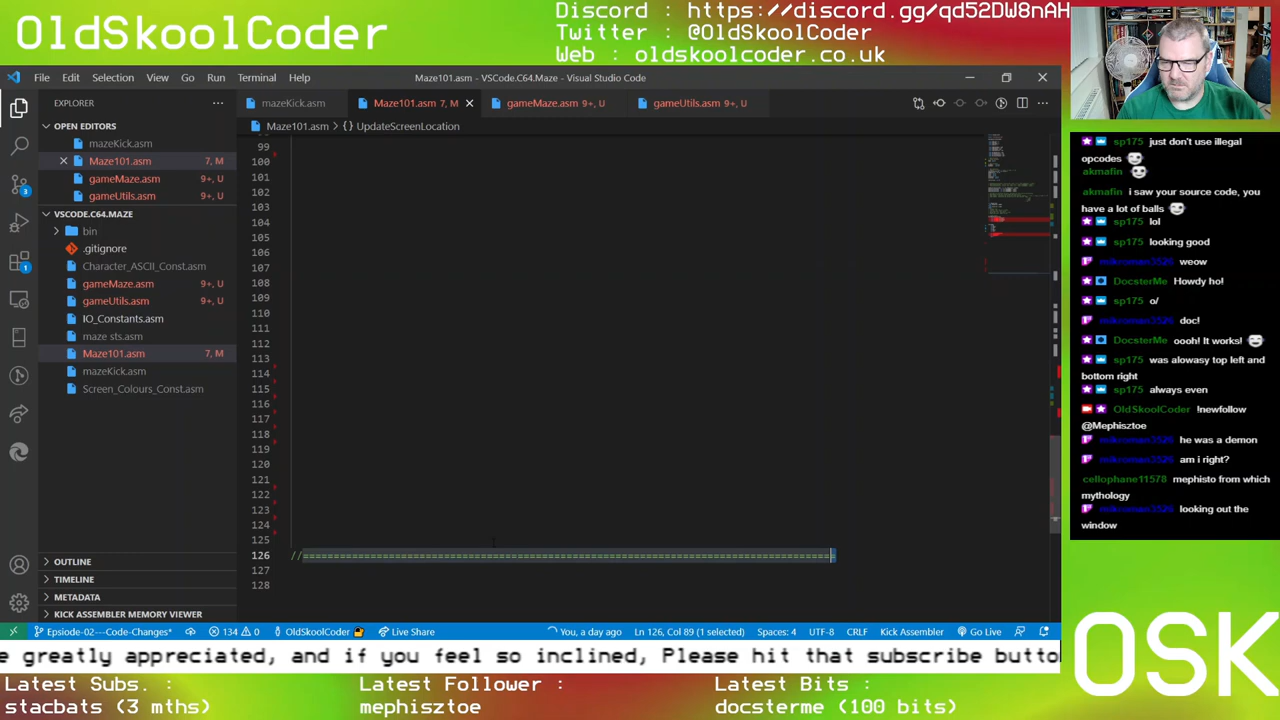 OldSkoolCoder
Discord : https://discord.gg/qd52DW8nAH
Twitter : @OldSkoolCoder
Web : oldskoolcoder.co.uk
File Edit Selection View Go Run Terminal Help
Maze101.asm - VSCode.C64.Maze - Visual Studio Code
EXPLORER
mazeKick.asm
Maze101.asm 7, M
gameMaze.asm 9+, U
gameUtils.asm 9+, U
Maze101.asm > {} UpdateScreenLocation
OPEN EDITORS
mazeKick.asm
Maze101.asm 7, M
gameMaze.asm 9+, U
gameUtils.asm 9+, U
VSCODE.C64.MAZE
bin
.gitignore
Character_ASCII_Const.asm
gameMaze.asm 9+, U
gameUtils.asm 9+, U
IO_Constants.asm
maze sts.asm
Maze101.asm 7, M
mazeKick.asm
Screen_Colours_Const.asm
OUTLINE
TIMELINE
METADATA
KICK ASSEMBLER MEMORY VIEWER
3
1
99
100
101
102
103
104
105
106
107
108
109
110
111
112
113
114
115
116
117
118
119
120
121
122
123
124
125
126 //=====================================================================================
127
128
Epsiode-02---Code-Changes* 134 0 OldSkoolCoder Live Share You, a day ago Ln 126, Col 89 (1 selected) Spaces: 4 UTF-8 CRLF Kick Assembler Go Live
sp175 just don't use illegal
opcodes
akmafin
akmafin i saw your source code, you
have a lot of balls
sp175 lol
sp175 looking good
mikroman3526 weow
DocsterMe Howdy ho!
sp175 o/
mikroman3526 doc!
DocsterMe oooh! It works!
sp175 was alowasy top left and
bottom right
sp175 always even
OldSkoolCoder !newfollow
@Mephisztoe
mikroman3526 he was a demon
mikroman3526 am i right?
cellophane11578 mephisto from which
mythology
mikroman3526 looking out the
window
e greatly appreciated, and if you feel so inclined, Please hit that subscribe butto
Latest Subs. :
stacbats (3 mths)
Latest Follower :
mephisztoe
Latest Bits :
docsterme (100 bits)
OSK